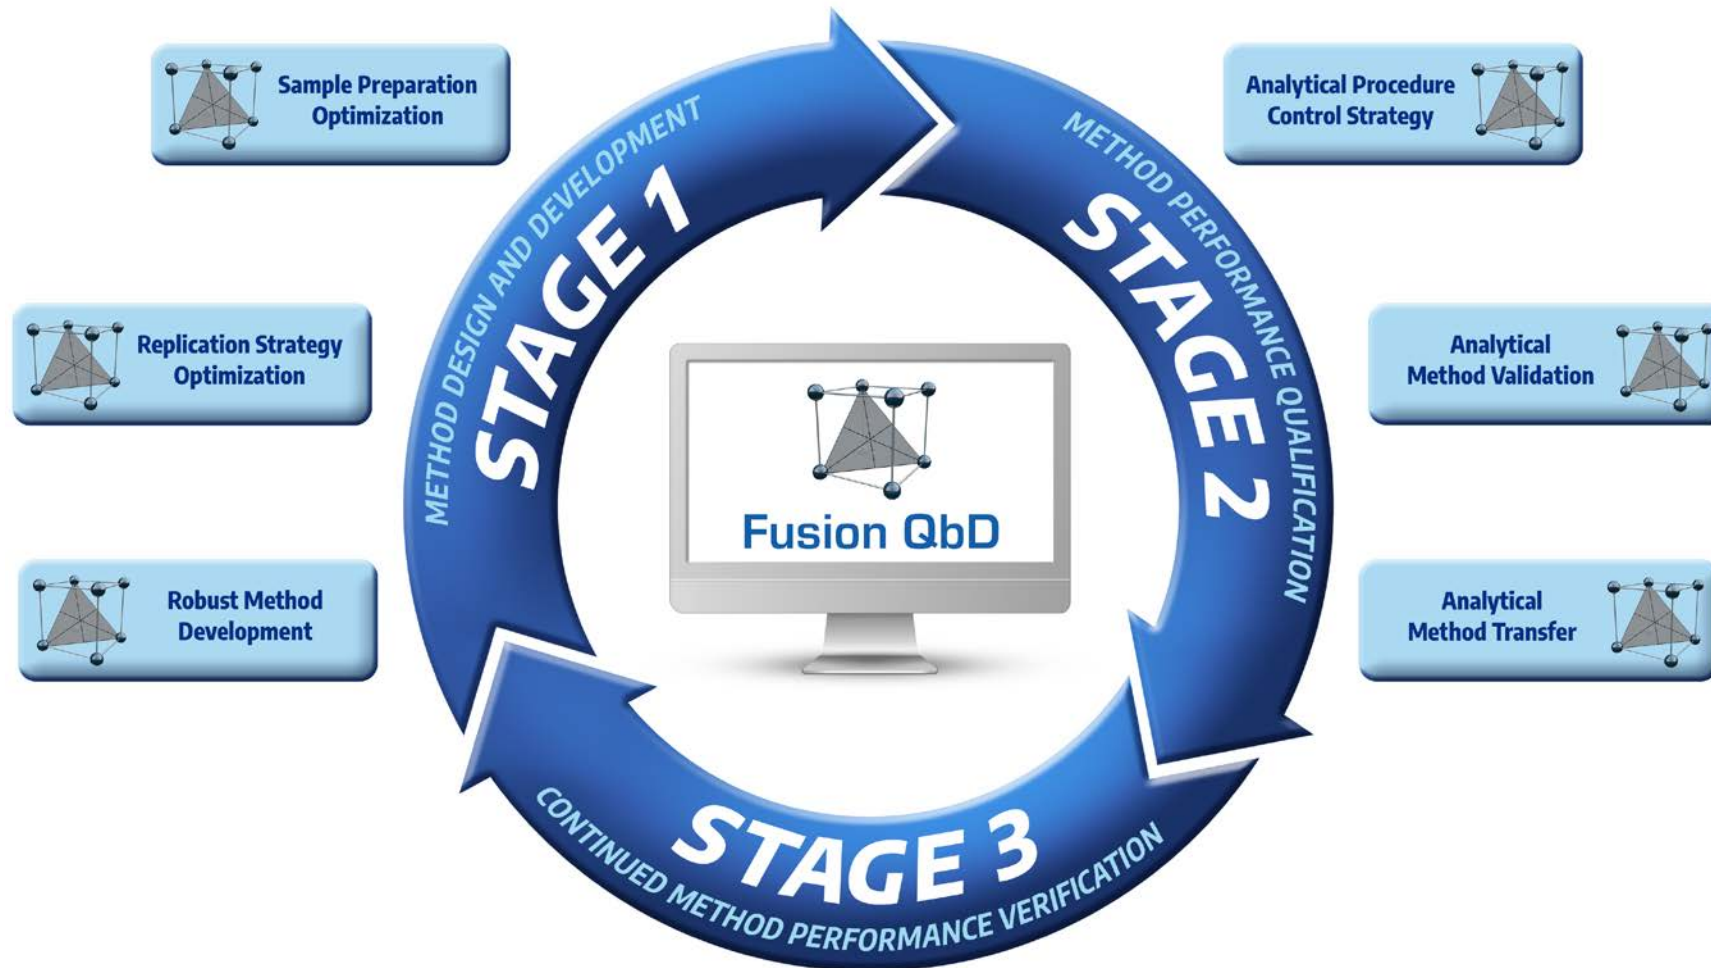 Sample Preparation
Optimization
Replication Strategy
Optimization
Robust Method
Development
METHOD DESIGN AND DEVELOPMENT
STAGE 1
METHOD PERFORMANCE QUALIFICATION
STAGE 2
Fusion QbD
STAGE 3
CONTINUED METHOD PERFORMANCE VERIFICATION
Analytical Procedure
Control Strategy
Analytical
Method Validation
Analytical
Method Transfer